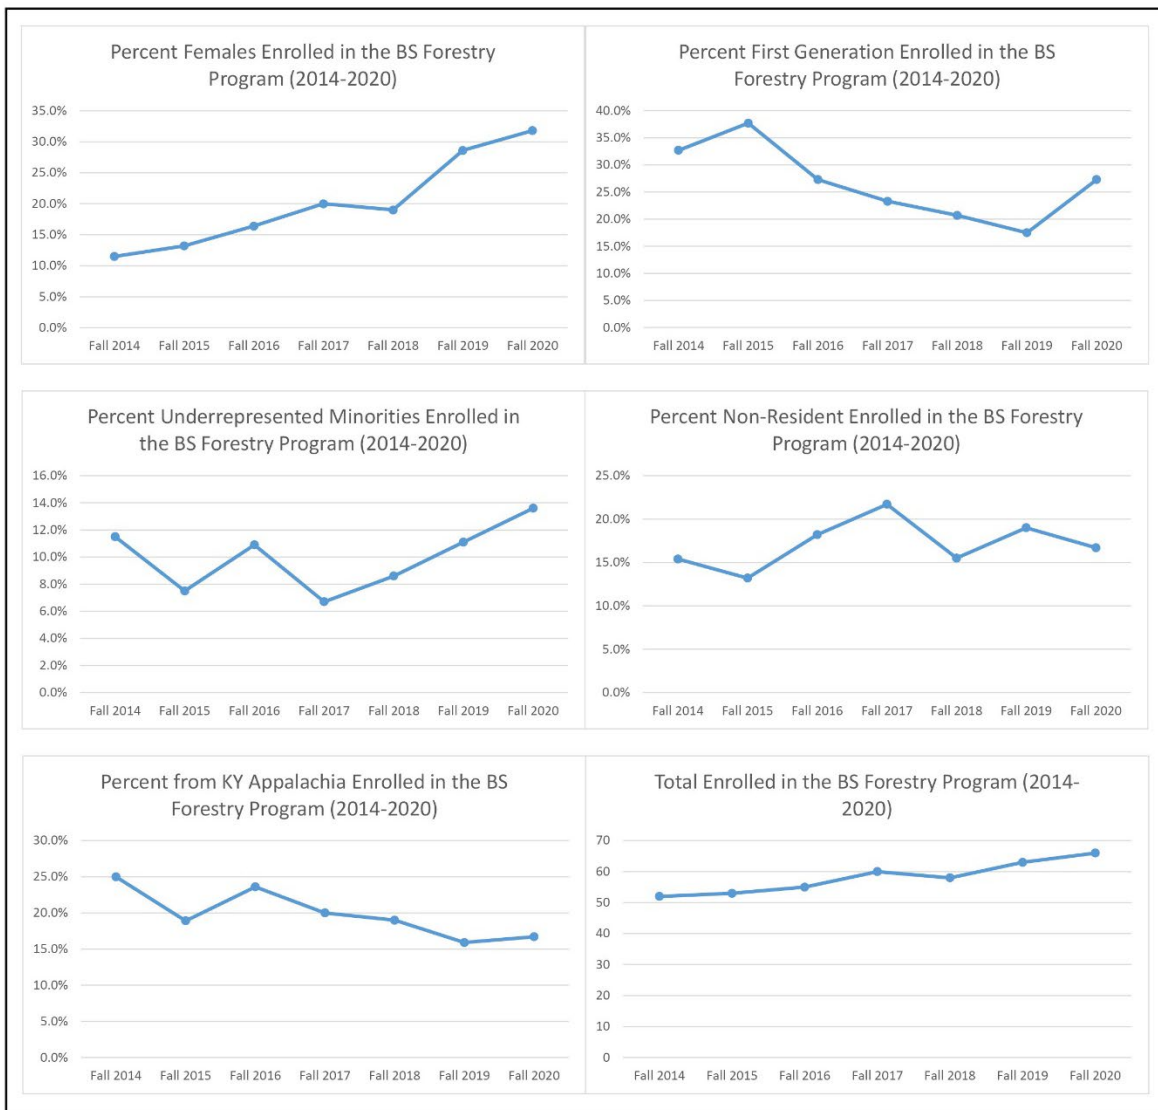 Percent Females Enrolled in the BS Forestry
Program (2014-2020)
35.0%
30.0%
25.0%
20.0%
15.0%
10.0%
5.0%
0.0%
Fall 2014 Fall 2015 Fall 2016 Fall 2017 Fall 2018 Fall 2019 Fall 2020
Percent First Generation Enrolled in the BS
Forestry Program (2014-2020)
40.0%
35.0%
30.0%
25.0%
20.0%
15.0%
10.0%
5.0%
0.0%
Fall 2014 Fall 2015 Fall 2016 Fall 2017 Fall 2018 Fall 2019 Fall 2020
Percent Underrepresented Minorities Enrolled in
the BS Forestry Program (2014-2020)
16.0%
14.0%
12.0%
10.0%
8.0%
6.0%
4.0%
2.0%
0.0%
Fall 2014 Fall 2015 Fall 2016 Fall 2017 Fall 2018 Fall 2019 Fall 2020
Percent Non-Resident Enrolled in the BS Forestry
Program (2014-2020)
25.0%
20.0%
15.0%
10.0%
5.0%
0.0%
Fall 2014 Fall 2015 Fall 2016 Fall 2017 Fall 2018 Fall 2019 Fall 2020
Percent from KY Appalachia Enrolled in the BS
Forestry Program (2014-2020)
30.0%
25.0%
20.0%
15.0%
10.0%
5.0%
0.0%
Fall 2014 Fall 2015 Fall 2016 Fall 2017 Fall 2018 Fall 2019 Fall 2020
Total Enrolled in the BS Forestry Program (2014-
2020)
70
60
50
40
30
20
10
0
Fall 2014 Fall 2015 Fall 2016 Fall 2017 Fall 2018 Fall 2019 Fall 2020